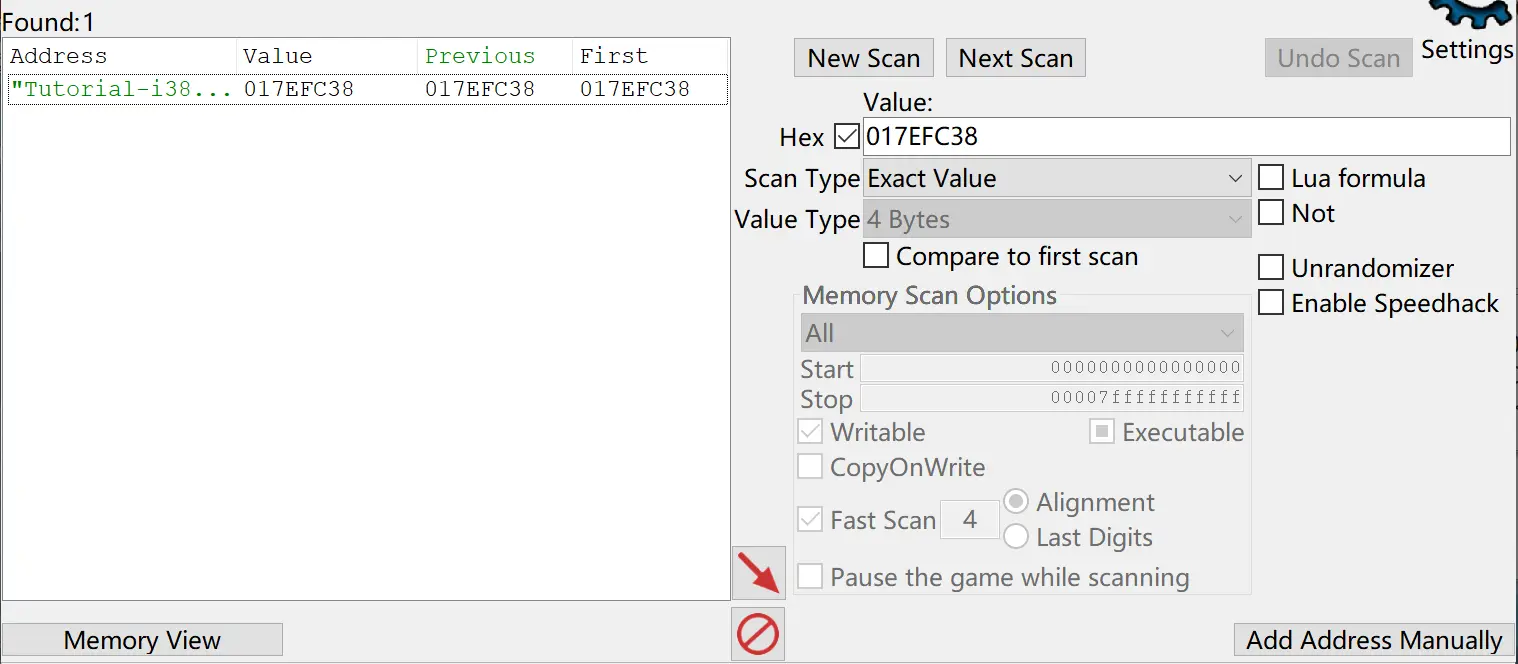 Found:1
Address Value Previous First
"Tutorial-i38... 017EFC38 017EFC38 017EFC38
New Scan Next Scan Undo Scan Settings
Value:
Hex 017EFC38
Scan Type Exact Value Lua formula
Value Type 4 Bytes Not
Compare to first scan Unrandomizer
Memory Scan Options Enable Speedhack
All
Start 0000000000000000
Stop 00007fffffffffff
Writable Executable
CopyOnWrite
Fast Scan 4 Alignment
Last Digits
Pause the game while scanning
Memory View Add Address Manually